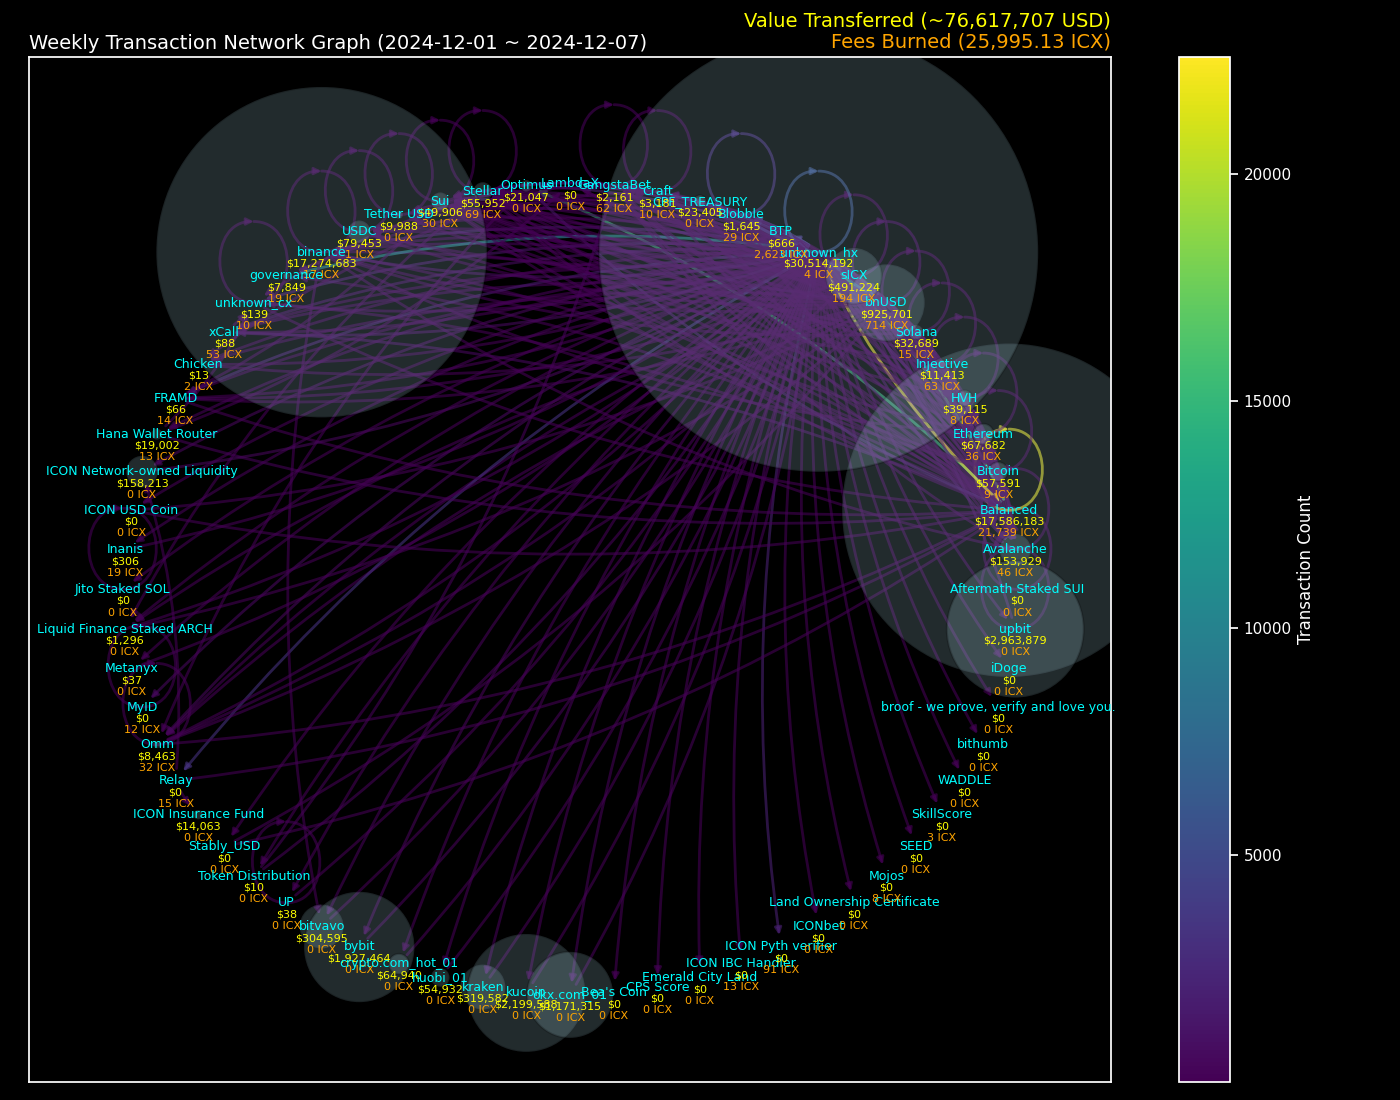 Value Transferred (~76,617,707 USD)
Weekly Transaction Network Graph (2024-12-01 ~ 2024-12-07)
Fees Burned (25,995.13 ICX)
LambdaX
$0
0 ICX
Optimus
$21,047
0 ICX
GangstaBet
$2,161
62 ICX
Stellar
$55,952
69 ICX
Craft
$3,181
10 ICX
Sui
30 ICX
$23,405
0 ICX
Tether
$9,988
0 ICX
Blobble
$1,645
29 ICX
USDC
$79,453
BTP
$666
binance
$17,274,683
unknown_hx
$30,514,192
4 ICX
governance
$7,849
19 ICX
sICX
$491,224
194 ICX
unknown_cx
$139
10 ICX
bnUSD
$925,701
714 ICX
xCall
$88
53 ICX
Solana
$32,689
15 ICX
Chicken
$13
2 ICX
Injective
$11,413
63 ICX
FRAMD
$66
14 ICX
HVH
$39,115
8 ICX
Hana Wallet Router
$19,002
13 ICX
Ethereum
$67,682
36 ICX
ICON Network-owned Liquidity
$158,213
0 ICX
Bitcoin
$57,591
9 ICX
ICON USD Coin
$0
0 ICX
Balanced
$17,586,183
21,739 ICX
Inanis
$306
19 ICX
Avalanche
$153,929
46 ICX
Jito Staked SOL
$0
0 ICX
Aftermath Staked SUI
$0
0 ICX
Liquid Finance Staked ARCH
$1,296
0 ICX
upbit
$2,963,879
0 ICX
Metanyx
$37
0 ICX
iDoge
$0
0 ICX
MyID
$0
12 ICX
broof - we prove, verify and love you.
$0
0 ICX
Omm
$8,463
32 ICX
bithumb
$0
0 ICX
Relay
$0
15 ICX
WADDLE
$0
0 ICX
ICON Insurance Fund
$14,063
0 ICX
SkillScore
$0
3 ICX
Stably_USD
$0
0 ICX
SEED
$0
0 ICX
Token Distribution
$10
0 ICX
Mojos
$0
8 ICX
UP
$38
0 ICX
Land Ownership Certificate
$0
0 ICX
bitvavo
$304,595
0 ICX
ICONbet
$0
0 ICX
bybit
$1,927,464
0 ICX
ICON Pyth verifier
$0
91 ICX
crypto.com_hot_01
$64,940
0 ICX
ICON IBC Handler
$0
13 ICX
huobi_01
$54,932
0 ICX
Emerald City Land
$0
0 ICX
kraken
$319,582
0 ICX
CPS Score
$0
0 ICX
kucoin
0 ICX
okx.com_01
$1,171,315
0 ICX
Bea's Coin
$0
0 ICX
20000
15000
10000
5000
Transaction Count